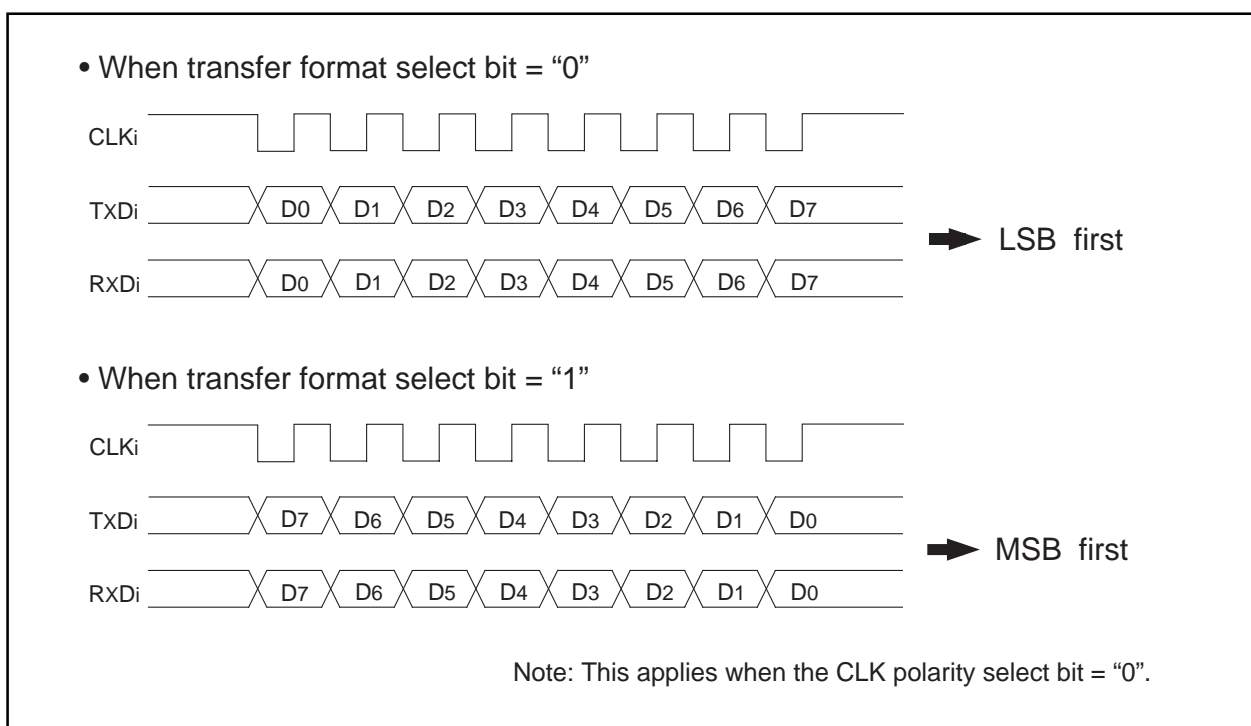 • When transfer format select bit = “0”
CLKi
TXDi D0 D1 D2 D3 D4 D5 D6 D7
RXDi D0 D1 D2 D3 D4 D5 D6 D7
LSB first
• When transfer format select bit = “1”
CLKi
TXDi D7 D6 D5 D4 D3 D2 D1 D0
RXDi D7 D6 D5 D4 D3 D2 D1 D0
MSB first
Note: This applies when the CLK polarity select bit = “0”.